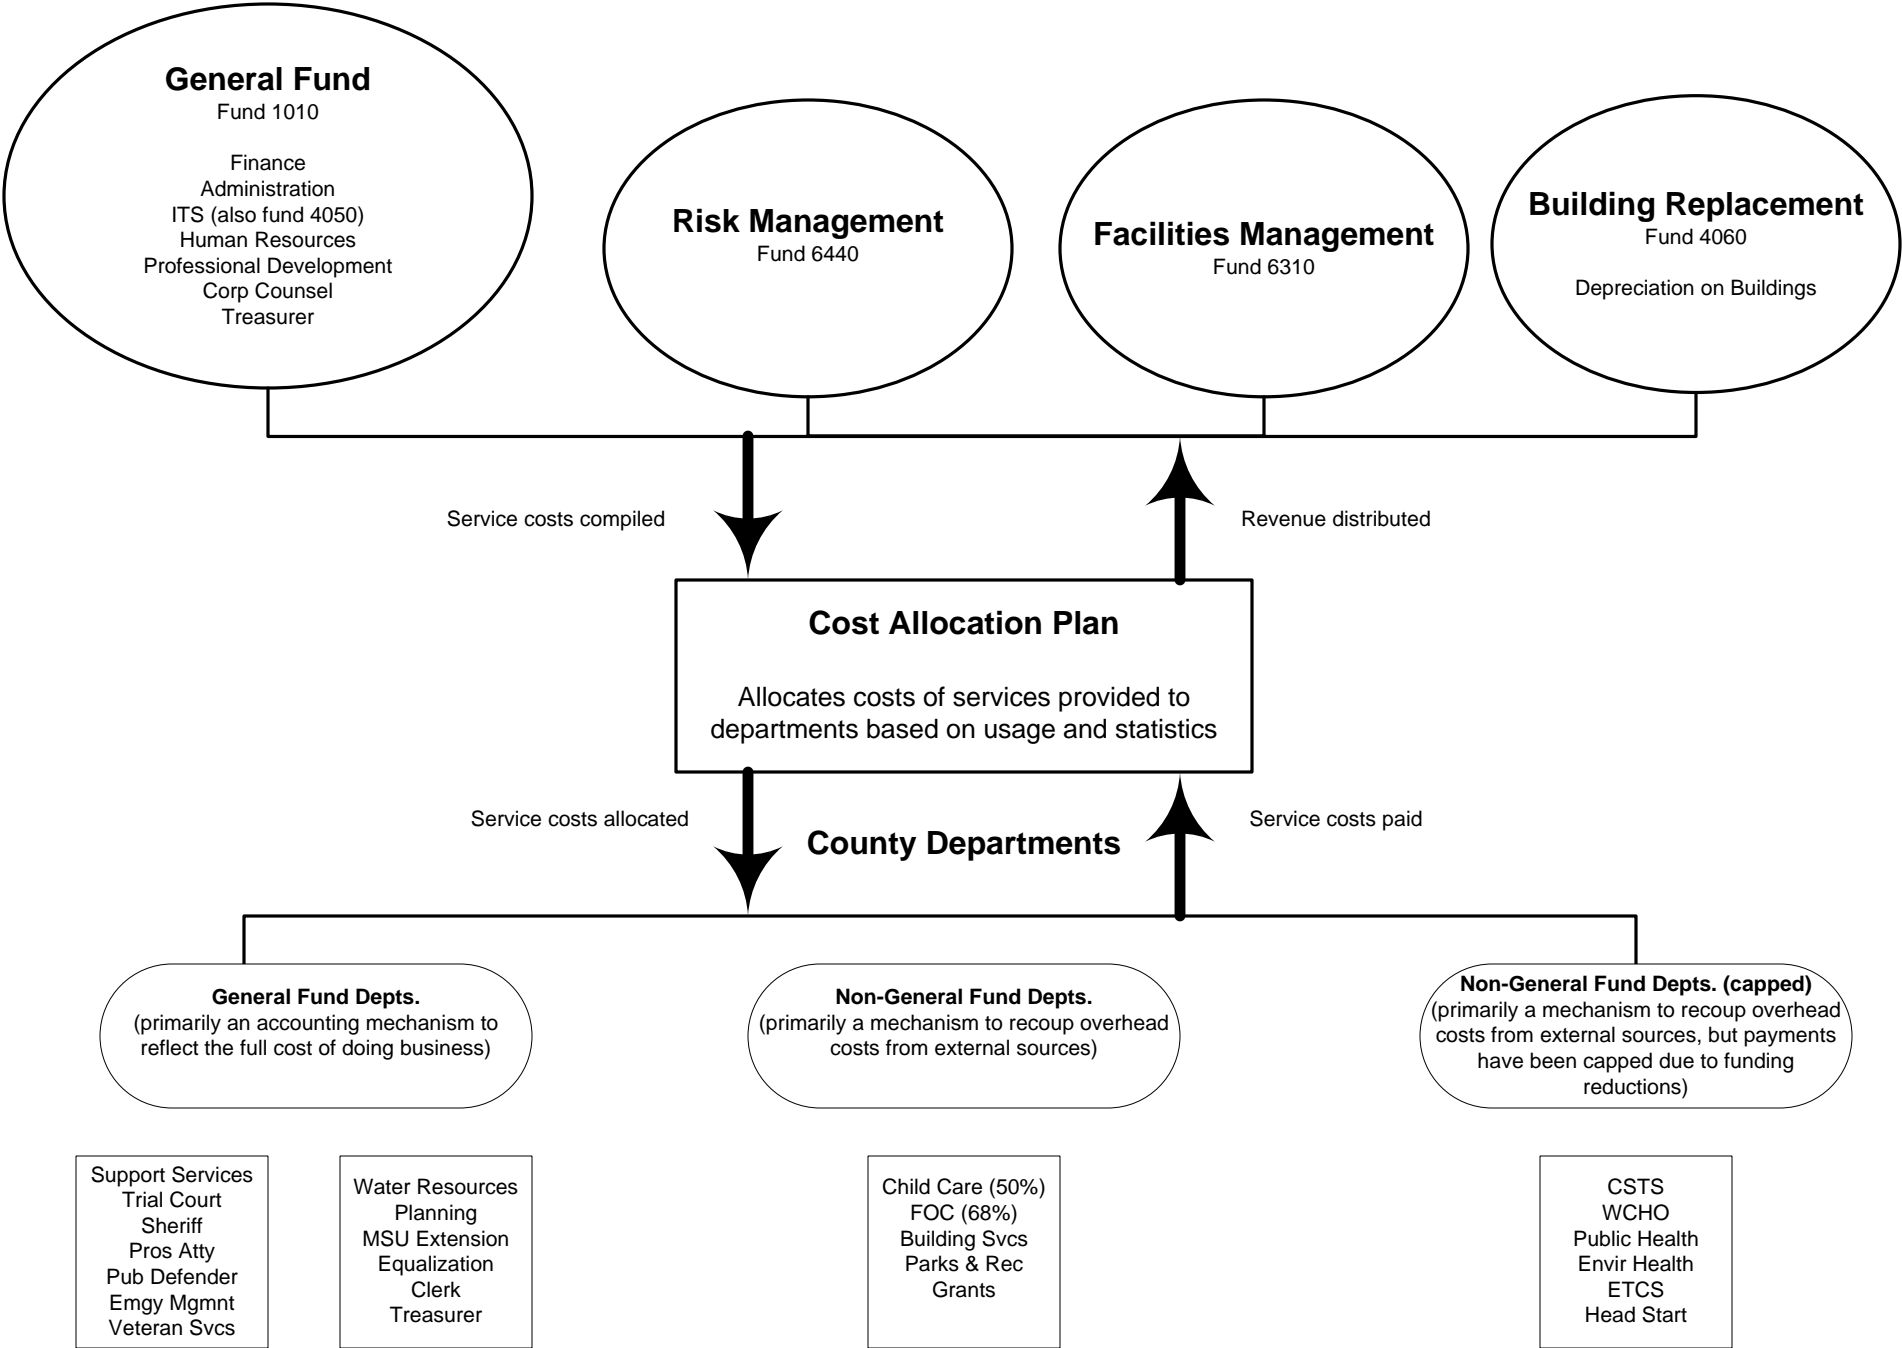 General Fund
Fund 1010
Finance
Administration
ITS (also fund 4050)
Human Resources
Professional Development
Corp Counsel
Treasurer
Risk Management
Fund 6440
Facilities Management
Fund 6310
Building Replacement
Fund 4060
Depreciation on Buildings
Service costs compiled
Revenue distributed
Cost Allocation Plan
Allocates costs of services provided to
departments based on usage and statistics
Service costs allocated
County Departments
Service costs paid
General Fund Depts.
(primarily an accounting mechanism to
reflect the full cost of doing business)
Non-General Fund Depts.
(primarily a mechanism to recoup overhead
costs from external sources)
Non-General Fund Depts. (capped)
(primarily a mechanism to recoup overhead
costs from external sources, but payments
have been capped due to funding
reductions)
Support Services
Trial Court
Sheriff
Pros Atty
Pub Defender
Emgy Mgmnt
Veteran Svcs
Water Resources
Planning
MSU Extension
Equalization
Clerk
Treasurer
Child Care (50%)
FOC (68%)
Building Svcs
Parks & Rec
Grants
CSTS
WCHO
Public Health
Envir Health
ETCS
Head Start